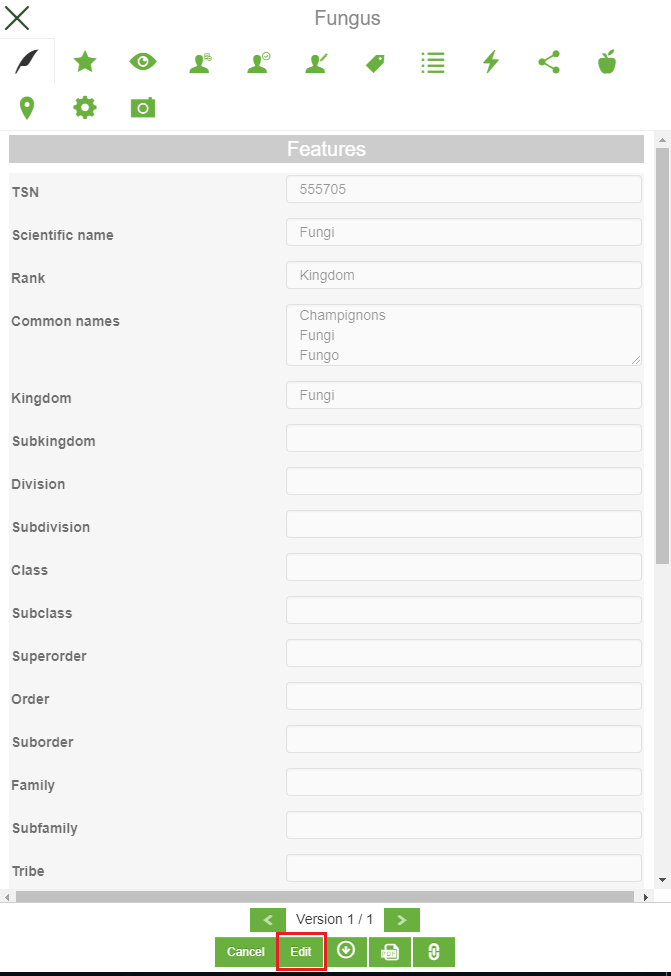 Fungus
Features
TSN 555705
Scientific name Fungi
Rank Kingdom
Common names Champignons
Fungi
Fungo
Kingdom Fungi
Subkingdom
Division
Subdivision
Class
Subclass
Superorder
Order
Suborder
Family
Subfamily
Tribe
< Version 1 / 1 >
Cancel Edit PDF